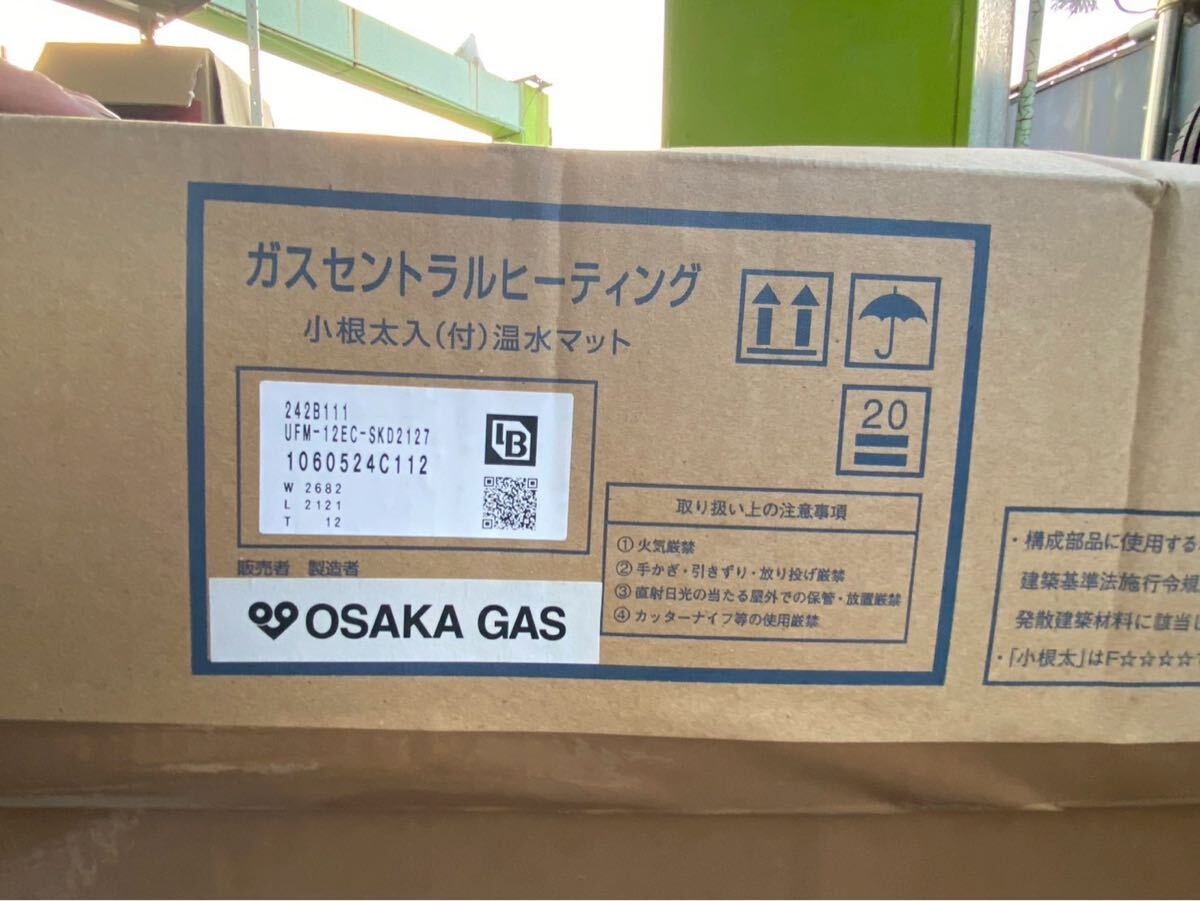 ガスセントラルヒーティング
小根太入(付)温水マット
242B111
UFM-12EC-SKD2127
1060524C112
W 2682
L 2121
T 12
LB
20
販売者 製造者
OSAKA GAS
取り扱い上の注意事項
①火気厳禁
②手かぎ・引きずり・放り投げ厳禁
③直射日光の当たる屋外での保管・放置厳禁
④カッターナイフ等の使用厳禁
・構成部品に使用する
建築基準法施行令規
発散建築材料に該当し
・「小根太」はF☆☆☆☆